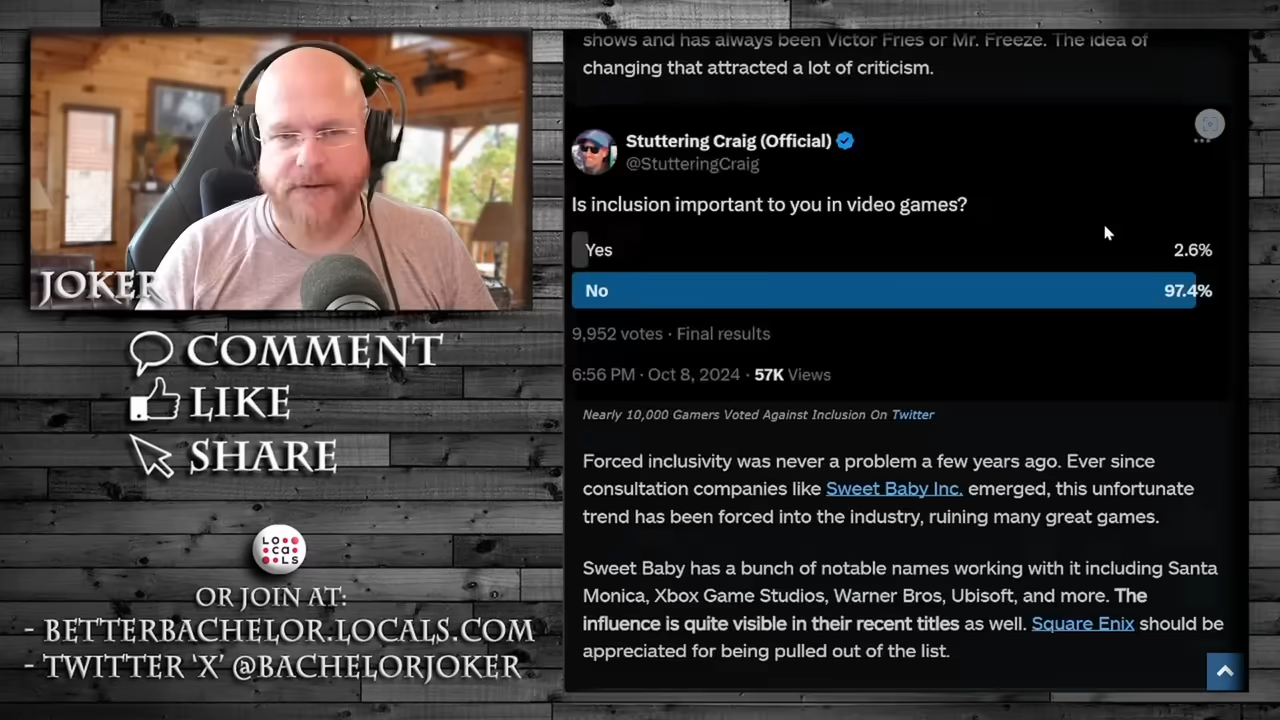 JOKER
COMMENT
LIKE
SHARE
LO
ca
LS
OR JOIN AT:
- BETTERBACHELOR.LOCALS.COM
- TWITTER 'X' @BACHELORJOKER
shows and has always been Victor Fries or Mr. Freeze. The idea of
changing that attracted a lot of criticism.
Stuttering Craig (Official)
@StutteringCraig
Is inclusion important to you in video games?
Yes 2.6%
No 97.4%
9,952 votes · Final results
6:56 PM · Oct 8, 2024 · 57K Views
Nearly 10,000 Gamers Voted Against Inclusion On Twitter
Forced inclusivity was never a problem a few years ago. Ever since
consultation companies like Sweet Baby Inc. emerged, this unfortunate
trend has been forced into the industry, ruining many great games.
Sweet Baby has a bunch of notable names working with it including Santa
Monica, Xbox Game Studios, Warner Bros, Ubisoft, and more. The
influence is quite visible in their recent titles as well. Square Enix should be
appreciated for being pulled out of the list.